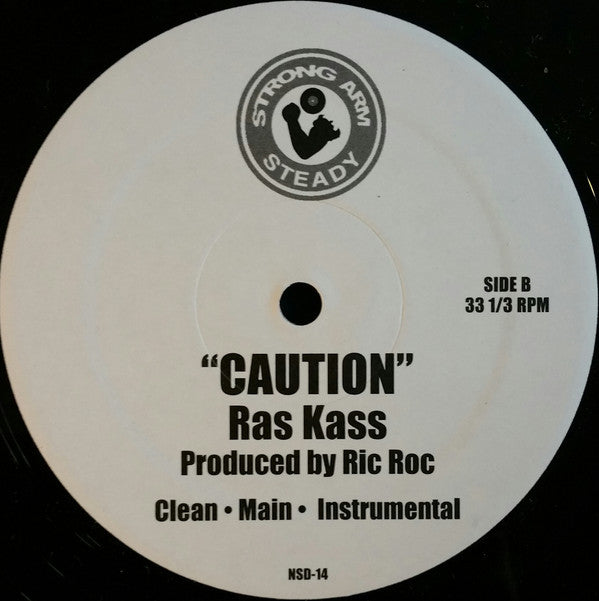 STRONG ARM
STEADY
SIDE B
33 1/3 RPM
“CAUTION”
Ras Kass
Produced by Ric Roc
Clean • Main • Instrumental
NSD-14